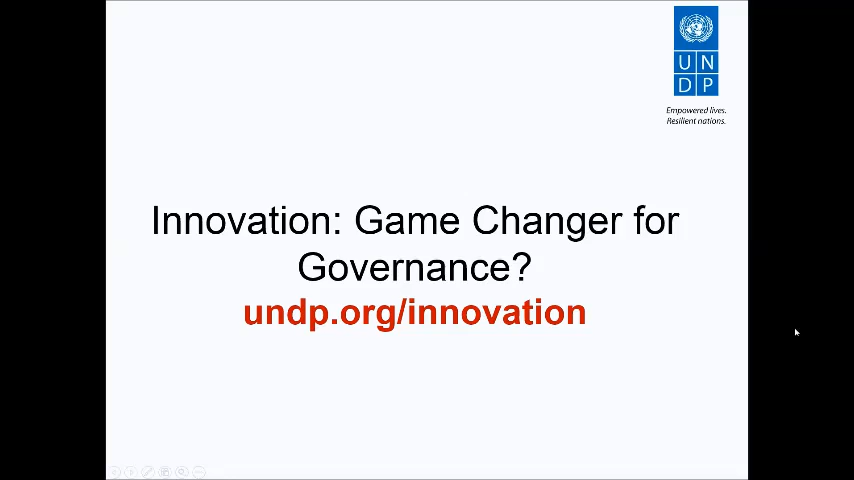 U N
D P
Empowered lives.
Resilient nations.
Innovation: Game Changer for
Governance?
undp.org/innovation